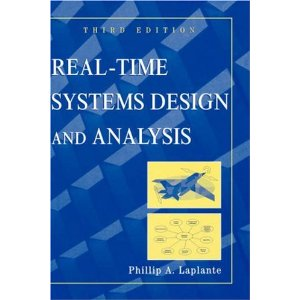 THIRD EDITION
REAL-TIME
SYSTEMS DESIGN
AND ANALYSIS
Phillip A. Laplante